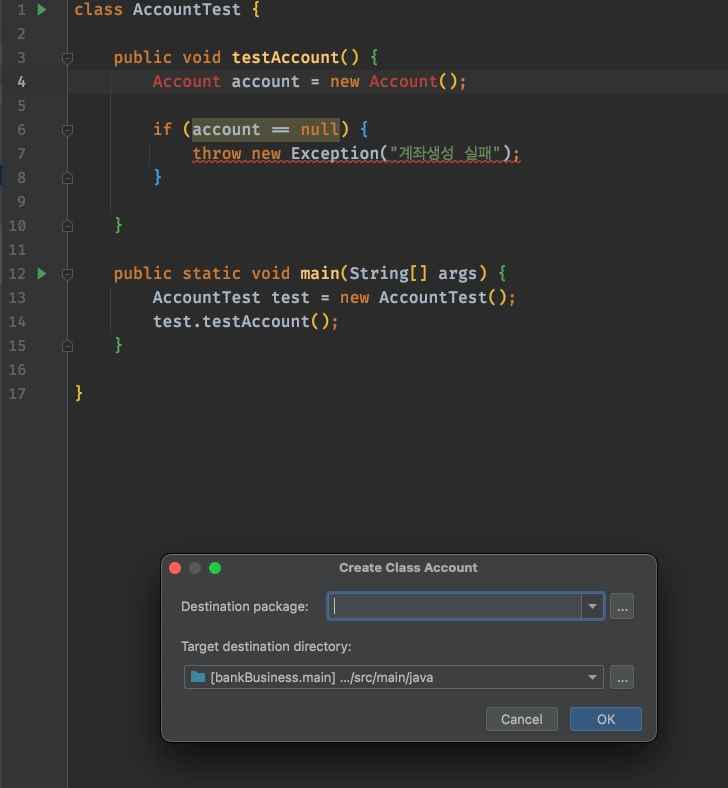 1 class AccountTest {
2
3 public void testAccount() {
4 Account account = new Account();
5
6 if (account == null) {
7 throw new Exception("계좌생성 실패");
8 }
9
10 }
11
12 public static void main(String[] args) {
13 AccountTest test = new AccountTest();
14 test.testAccount();
15 }
16
17 }
Create Class Account
Destination package:
...
Target destination directory:
[bankBusiness.main] .../src/main/java
...
Cancel OK